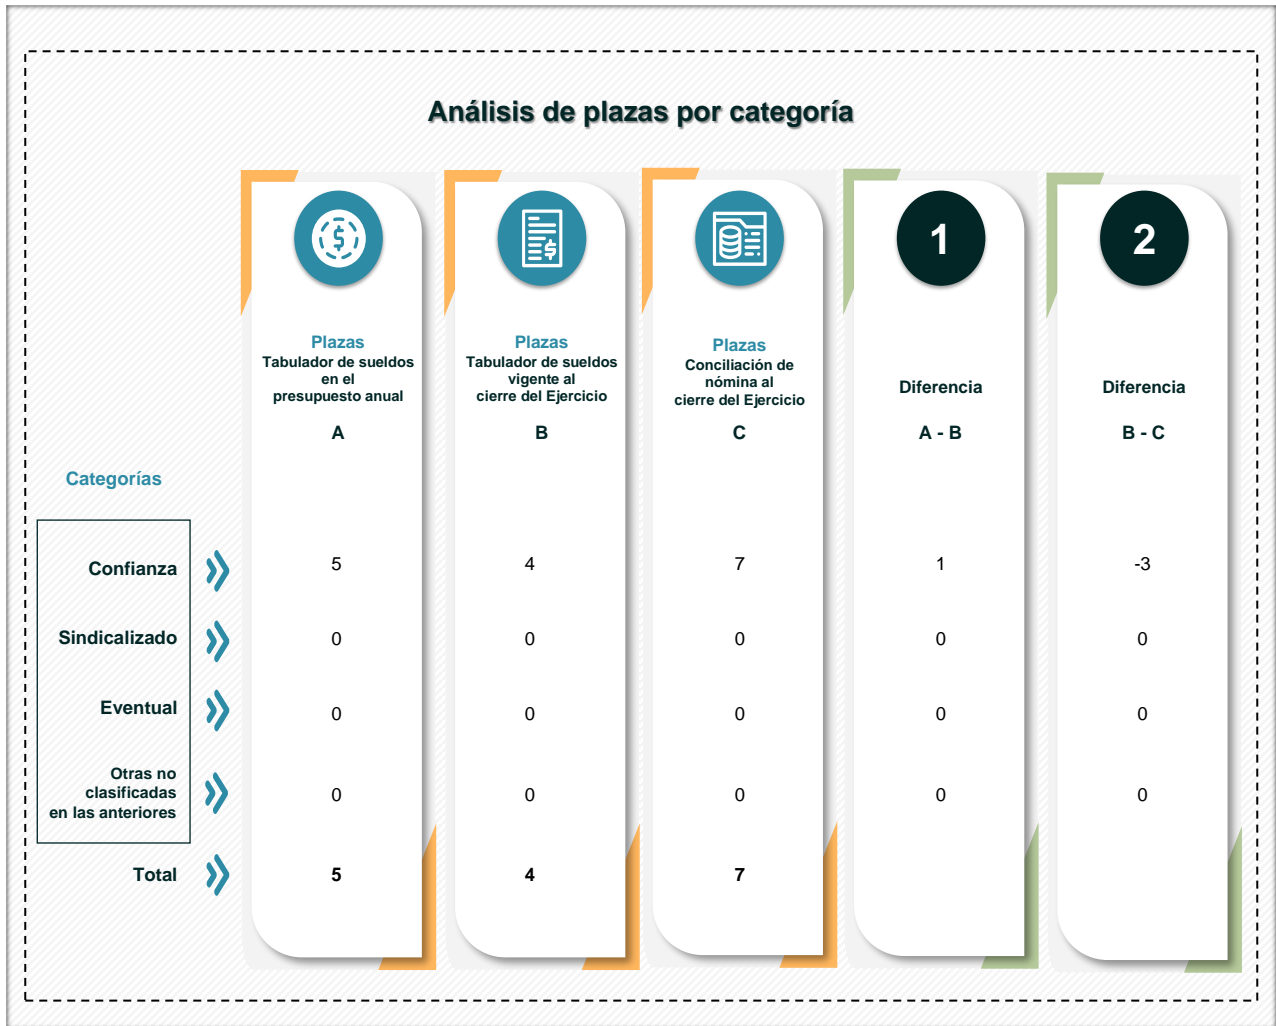 Análisis de plazas por categoría
1
2
Plazas
Tabulador de sueldos
en el
presupuesto anual
A
Plazas
Tabulador de sueldos
vigente al
cierre del Ejercicio
B
Plazas
Conciliación de
nómina al
cierre del Ejercicio
C
Diferencia
A - B
Diferencia
B - C
Categorías
Confianza 5 4 7 1 -3
Sindicalizado 0 0 0 0 0
Eventual 0 0 0 0 0
Otras no
clasificadas
en las anteriores 0 0 0 0 0
Total 5 4 7